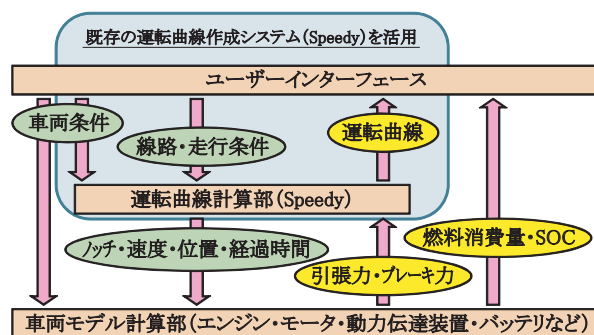 既存の運転曲線作成システム(Speedy)を活用
ユーザーインターフェース
車両条件
線路・走行条件
運転曲線
運転曲線計算部(Speedy)
ノッチ・速度・位置・経過時間
燃料消費量・SOC
引張力・ブレーキ力
車両モデル計算部(エンジン・モータ・動力伝達装置・バッテリなど)